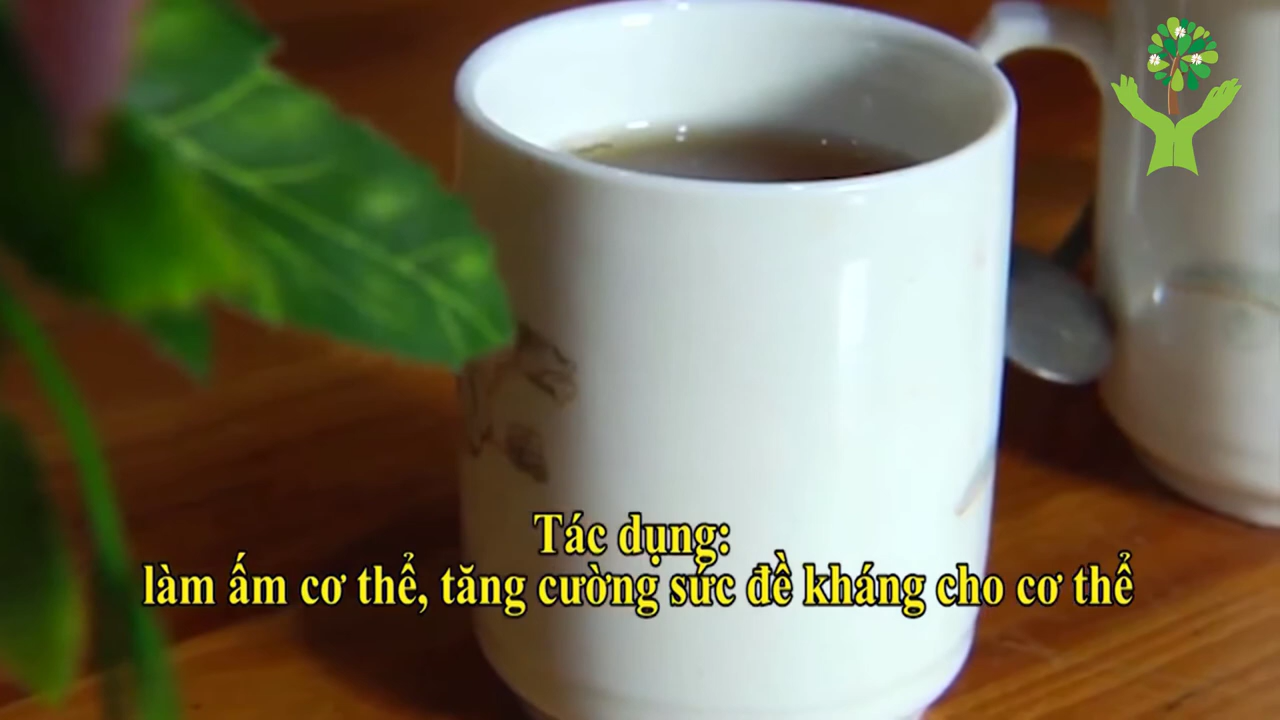 Tác dụng:
làm ấm cơ thể, tăng cường sức đề kháng cho cơ thể